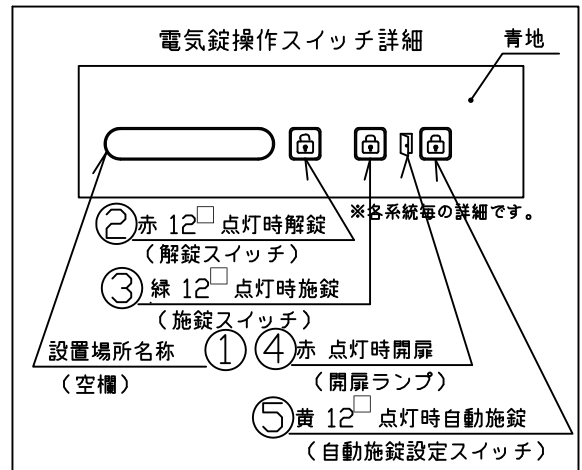 電気錠操作スイッチ詳細
青地
※各系統毎の詳細です。
②赤 12□ 点灯時解錠
(解錠スイッチ)
③緑 12□ 点灯時施錠
(施錠スイッチ)
設置場所名称 ①
(空欄)
④赤 点灯時開扉
(開扉ランプ)
⑤黄 12□ 点灯時自動施錠
(自動施錠設定スイッチ)